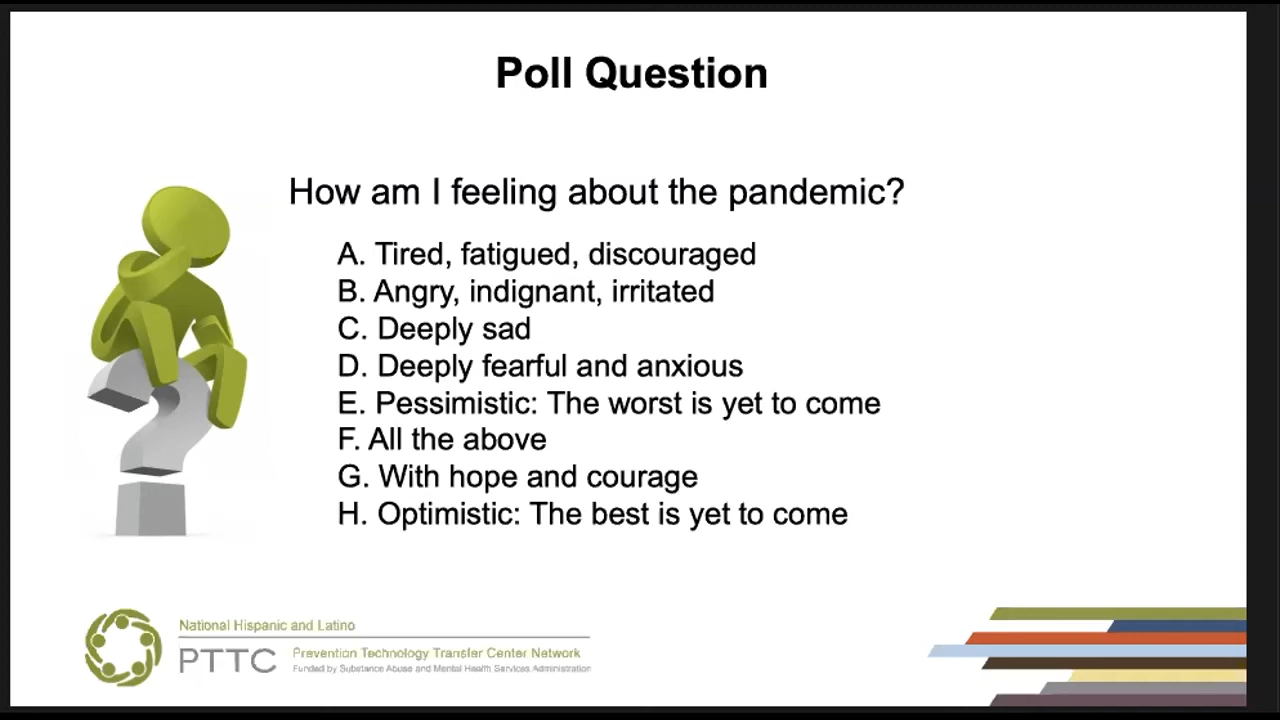 Poll Question
How am I feeling about the pandemic?
A. Tired, fatigued, discouraged
B. Angry, indignant, irritated
C. Deeply sad
D. Deeply fearful and anxious
E. Pessimistic: The worst is yet to come
F. All the above
G. With hope and courage
H. Optimistic: The best is yet to come
National Hispanic and Latino
PTTC
Prevention Technology Transfer Center Network
Funded by Substance Abuse and Mental Health Services Administration